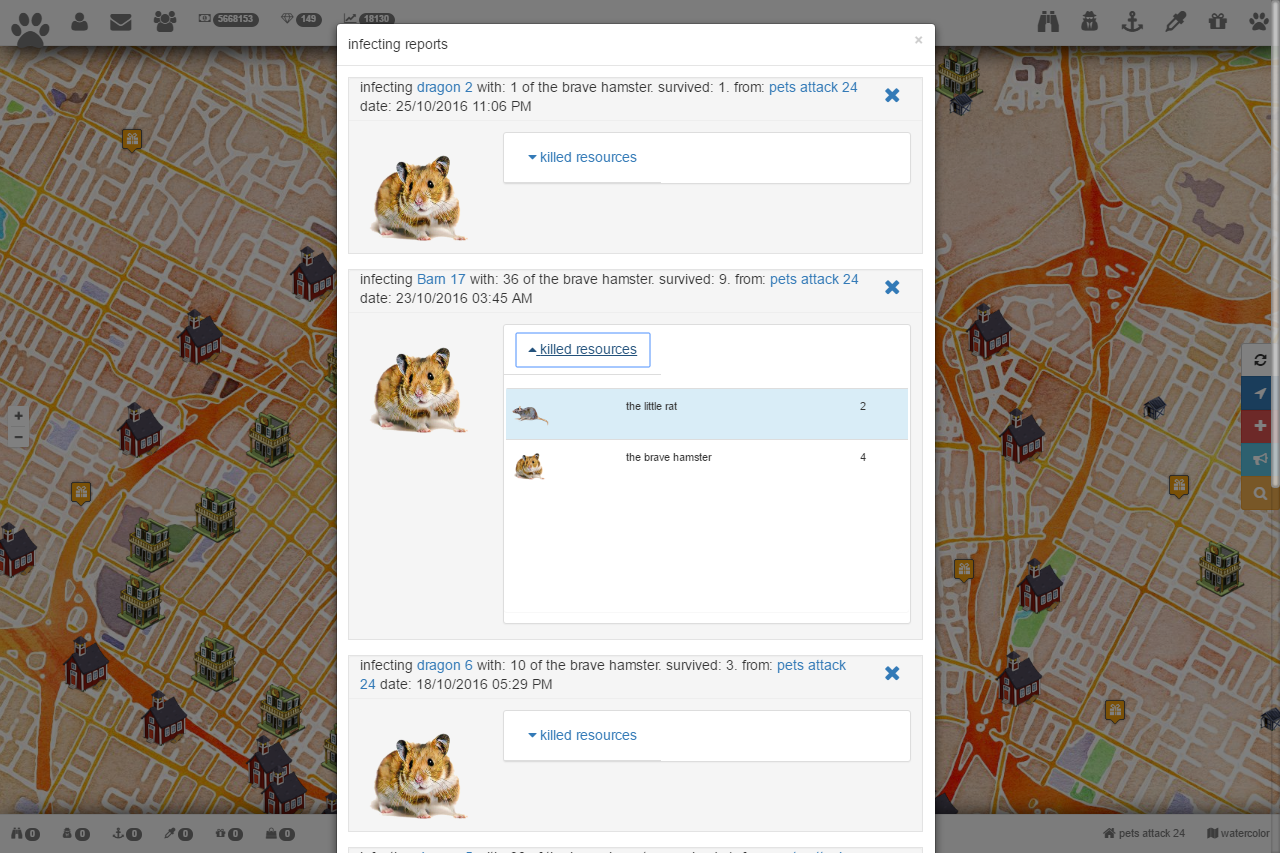 5668153 149 18130
infecting reports
×
infecting dragon 2 with: 1 of the brave hamster. survived: 1. from: pets attack 24
date: 25/10/2016 11:06 PM
killed resources
infecting Barn 17 with: 36 of the brave hamster. survived: 9. from: pets attack 24
date: 23/10/2016 03:45 AM
killed resources
the little rat 2
the brave hamster 4
infecting dragon 6 with: 10 of the brave hamster. survived: 3. from: pets attack
24 date: 18/10/2016 05:29 PM
killed resources
+
−
0 0 0 0 0 0
pets attack 24 watercolor